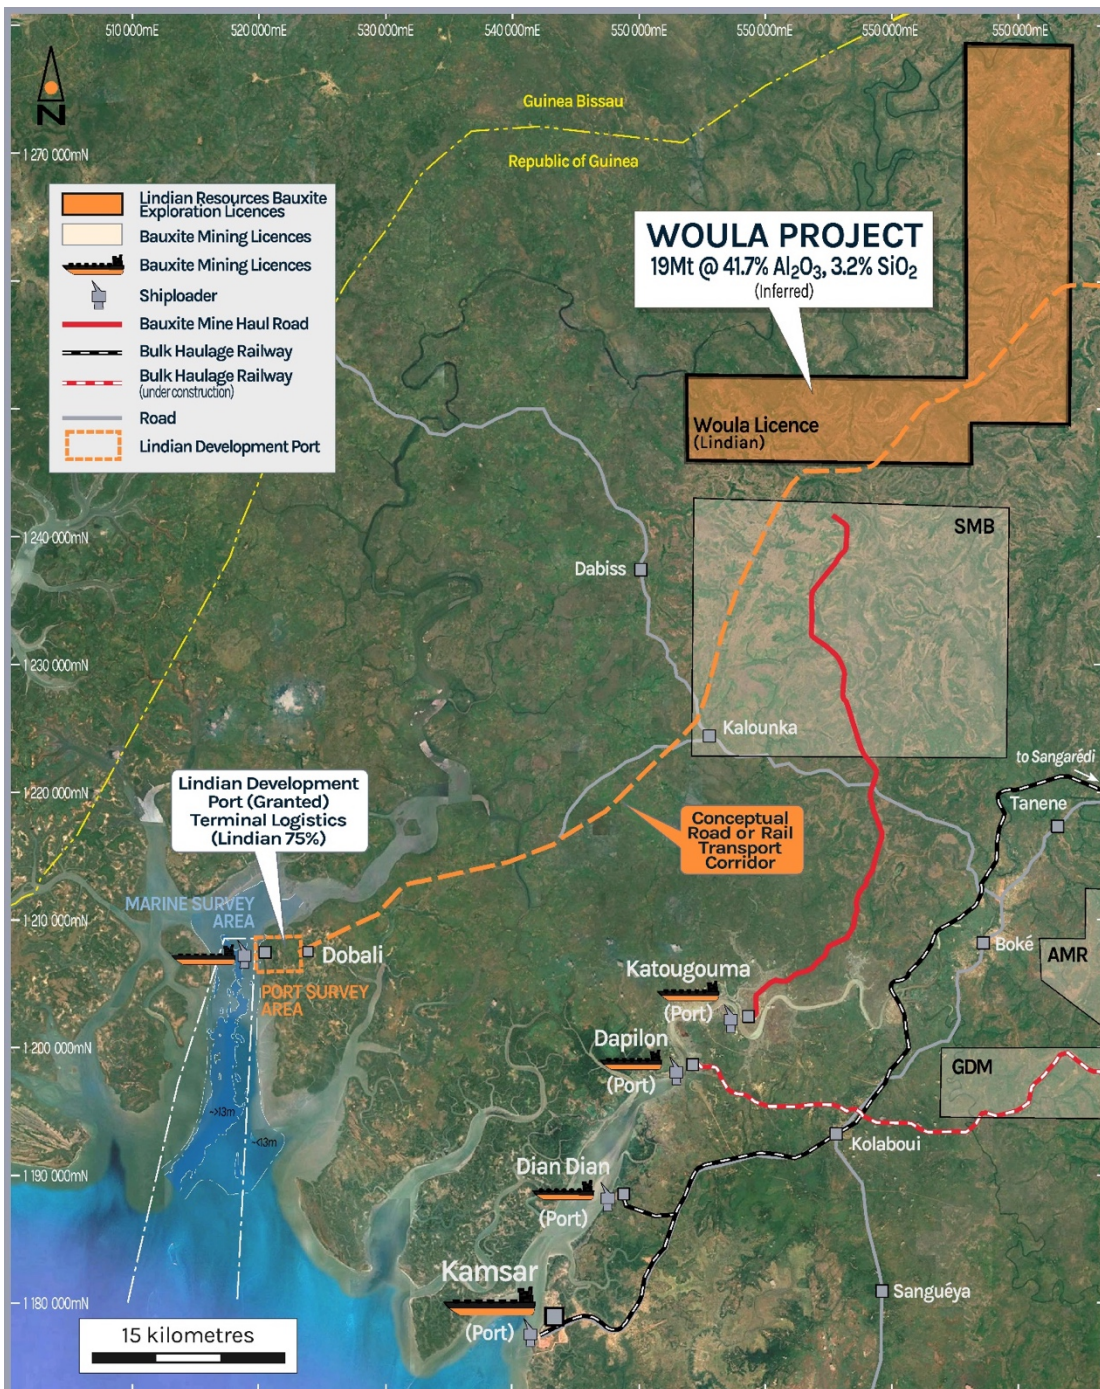 510 000mE
520 000mE
530 000mE
540 000mE
550 000mE
550 000mE
550 000mE
550 000mE
N
Guinea Bissau
Republic of Guinea
1 270 000mN
Lindian Resources Bauxite
Exploration Licences
Bauxite Mining Licences
Bauxite Mining Licences
Shiploader
Bauxite Mine Haul Road
Bulk Haulage Railway
Bulk Haulage Railway
(under construction)
Road
Lindian Development Port
WOULA PROJECT
19Mt @ 41.7% Al₂O₃, 3.2% SiO₂
(Inferred)
Woula Licence
(Lindian)
SMB
1 240 000mN
Dabiss
1 230 000mN
Kalounka
to Sangarédi
1 220 000mN
Tanene
Lindian Development
Port (Granted)
Terminal Logistics
(Lindian 75%)
Conceptual
Road or Rail
Transport
Corridor
MARINE SURVEY
AREA
1 210 000mN
Dobali
Boké
AMR
PORT SURVEY
AREA
Katougouma
(Port)
Dapilon
(Port)
1 200 000mN
GDM
->13m
-<13m
Kolaboui
1 190 000mN
Dian Dian
(Port)
Kamsar
(Port)
Sanguéya
1 180 000mN
15 kilometres